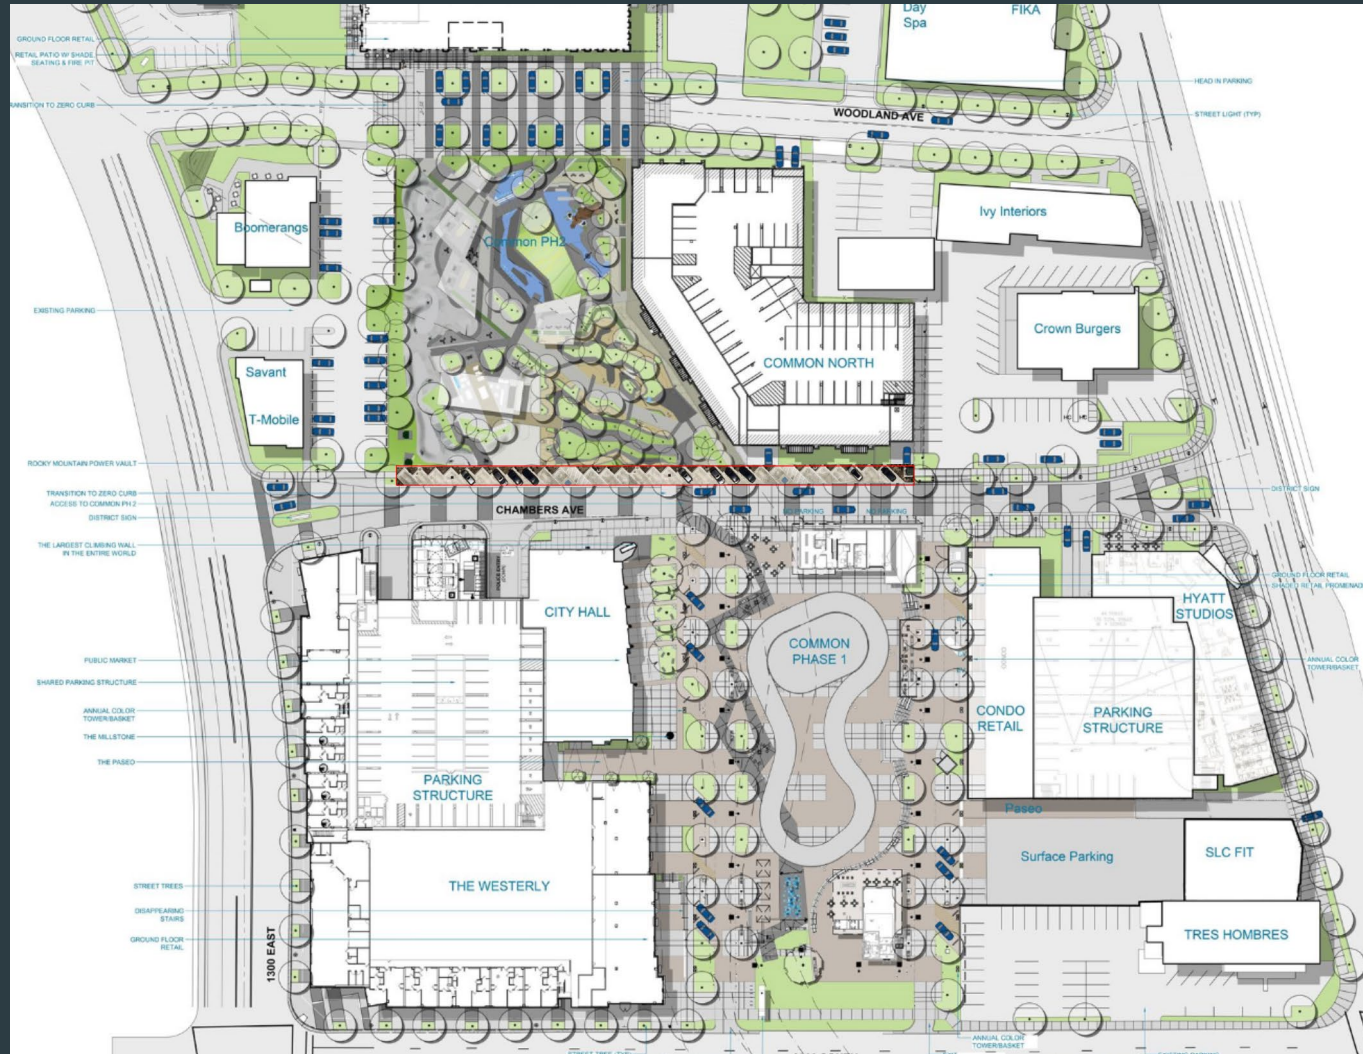 Day
Spa
FIKA
GROUND FLOOR RETAIL
RETAIL PATIO W/ SHADE,
SEATING & FIRE PIT
HEAD IN PARKING
TRANSITION TO ZERO CURB
WOODLAND AVE
STREET LIGHT (TYP)
Ivy Interiors
Boomerangs
Common PH2
EXISTING PARKING
Crown Burgers
COMMON NORTH
Savant
T-Mobile
ROCKY MOUNTAIN POWER VAULT
TRANSITION TO ZERO CURB
ACCESS TO COMMON PH 2
DISTRICT SIGN
DISTRICT SIGN
CHAMBERS AVE
NO PARKING
NO PARKING
THE LARGEST CLIMBING WALL
IN THE ENTIRE WORLD
GROUND FLOOR RETAIL
SHADED RETAIL PROMENAD
CITY HALL
HYATT
STUDIOS
COMMON
PHASE 1
PUBLIC MARKET
ANNUAL COLOR
TOWER/BASKET
SHARED PARKING STRUCTURE
ANNUAL COLOR
TOWER/BASKET
CONDO
RETAIL
PARKING
STRUCTURE
THE MILLSTONE
THE PASEO
PARKING
STRUCTURE
Paseo
Surface Parking
SLC FIT
STREET TREES
THE WESTERLY
DISAPPEARING
STAIRS
GROUND FLOOR
RETAIL
TRES HOMBRES
1300 EAST
ANNUAL COLOR
TOWER/BASKET